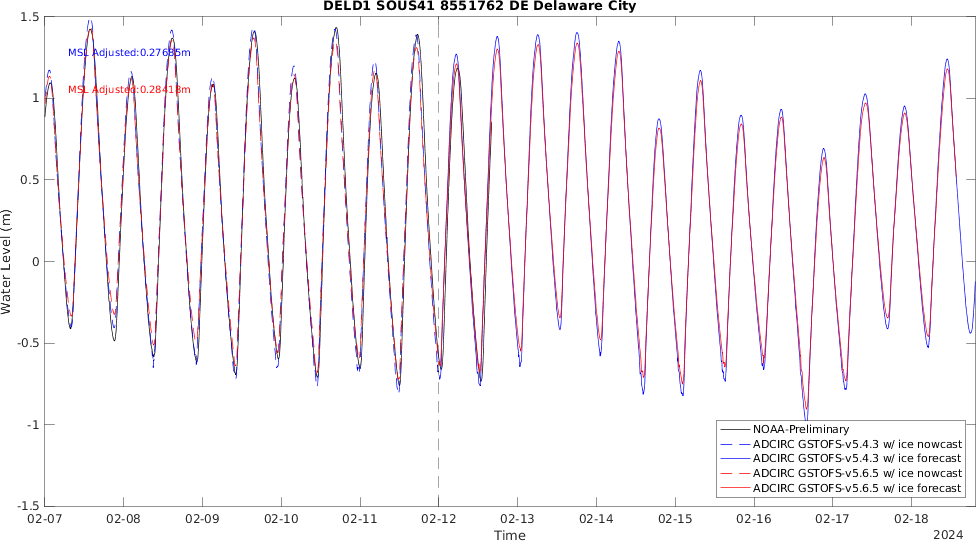 DELD1 SOUS41 8551762 DE Delaware City
1.5
MSL Adjusted:0.27685m
MSL Adjusted:0.28418m
1
0.5
0
-0.5
-1
-1.5
Water Level (m)
NOAA-Preliminary
ADCIRC GSTOFS-v5.4.3 w/ ice nowcast
ADCIRC GSTOFS-v5.4.3 w/ ice forecast
ADCIRC GSTOFS-v5.6.5 w/ ice nowcast
ADCIRC GSTOFS-v5.6.5 w/ ice forecast
02-07 02-08 02-09 02-10 02-11 02-12 02-13 02-14 02-15 02-16 02-17 02-18
Time
2024